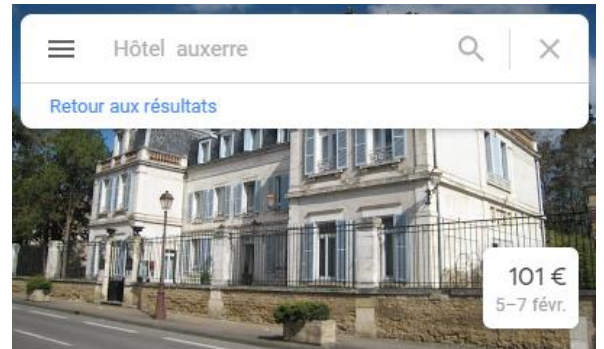 Hôtel auxerre
Retour aux résultats
101 €
5–7 févr.